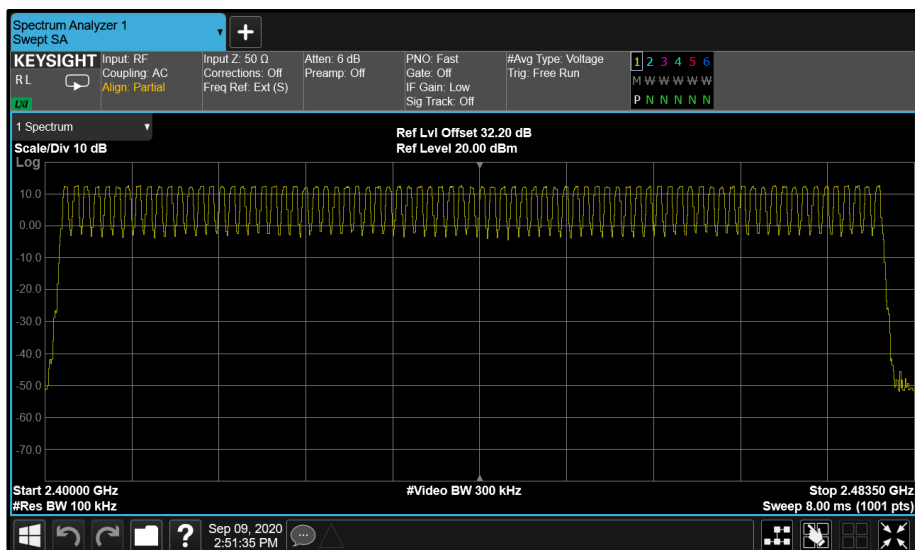 Spectrum Analyzer 1
Swept SA
KEYSIGHT Input: RF Input Z: 50 Ω Atten: 6 dB PNO: Fast #Avg Type: Voltage 1 2 3 4 5 6
R L Coupling: AC Corrections: Off Preamp: Off Gate: Off Trig: Free Run M W W W W W
Align: Partial Freq Ref: Ext (S) IF Gain: Low
LXI Sig Track: Off P N N N N N
1 Spectrum
Ref Lvl Offset 32.20 dB
Scale/Div 10 dB Ref Level 20.00 dBm
Log
10.0
0.00
-10.0
-20.0
-30.0
-40.0
-50.0
-60.0
-70.0
Start 2.40000 GHz #Video BW 300 kHz Stop 2.48350 GHz
#Res BW 100 kHz Sweep 8.00 ms (1001 pts)
? Sep 09, 2020
2:51:35 PM